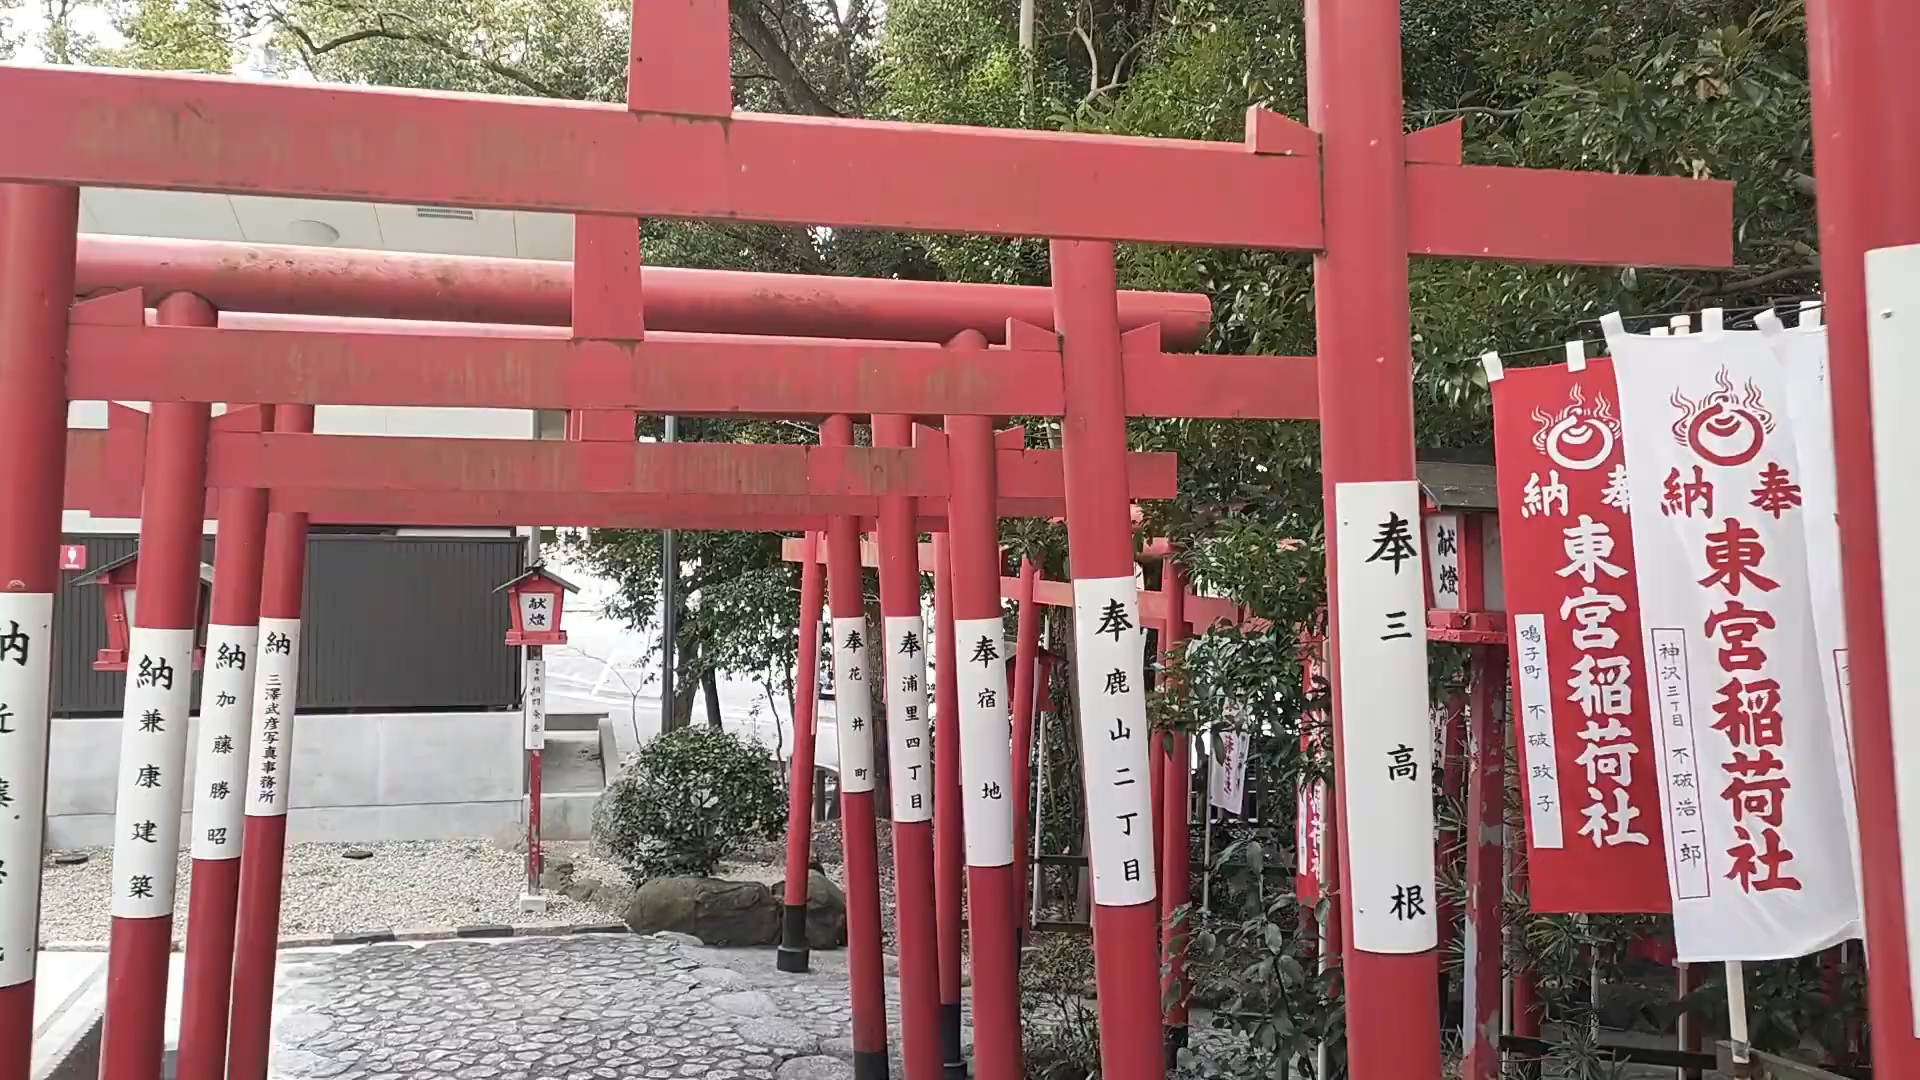 納
納
兼康建築
納
加藤勝昭
納
三澤武彦写真事務所
献燈
奉
花井町
奉
浦里四丁目
奉
宿地
奉
鹿山二丁目
奉
三高根
献燈
奉納
東宮稲荷社
鳴子町 不破政子
奉納
東宮稲荷社
神沢三丁目 不破浩一郎